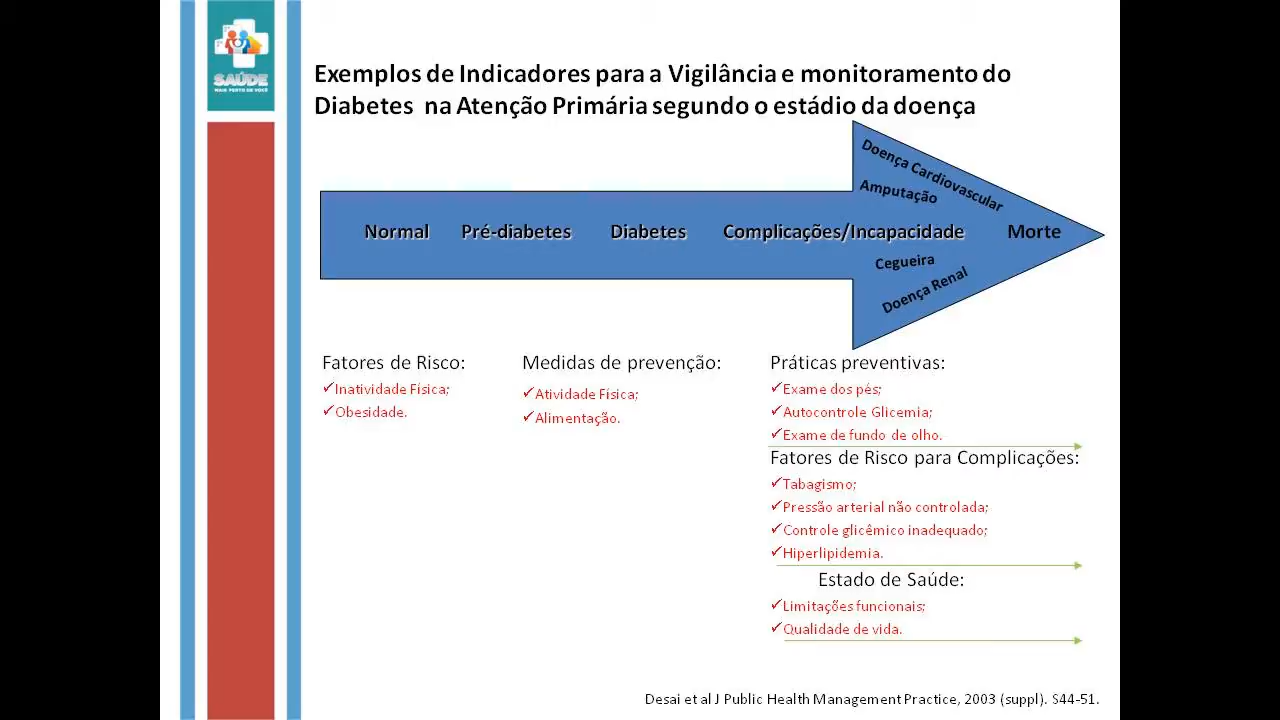 SAÚDE
MAIS PERTO DE VOCÊ
Exemplos de Indicadores para a Vigilância e monitoramento do
Diabetes na Atenção Primária segundo o estádio da doença
Doença Cardiovascular
Amputação
Normal Pré-diabetes Diabetes Complicações/Incapacidade Morte
Cegueira
Doença Renal
Fatores de Risco:
✓Inatividade Física;
✓Obesidade.
Medidas de prevenção:
✓Atividade Física;
✓Alimentação.
Práticas preventivas:
✓Exame dos pés;
✓Autocontrole Glicemia;
✓Exame de fundo de olho.
Fatores de Risco para Complicações:
✓Tabagismo;
✓Pressão arterial não controlada;
✓Controle glicêmico inadequado;
✓Hiperlipidemia.
Estado de Saúde:
✓Limitações funcionais;
✓Qualidade de vida.
Desai et al J Public Health Management Practice, 2003 (suppl). S44-51.